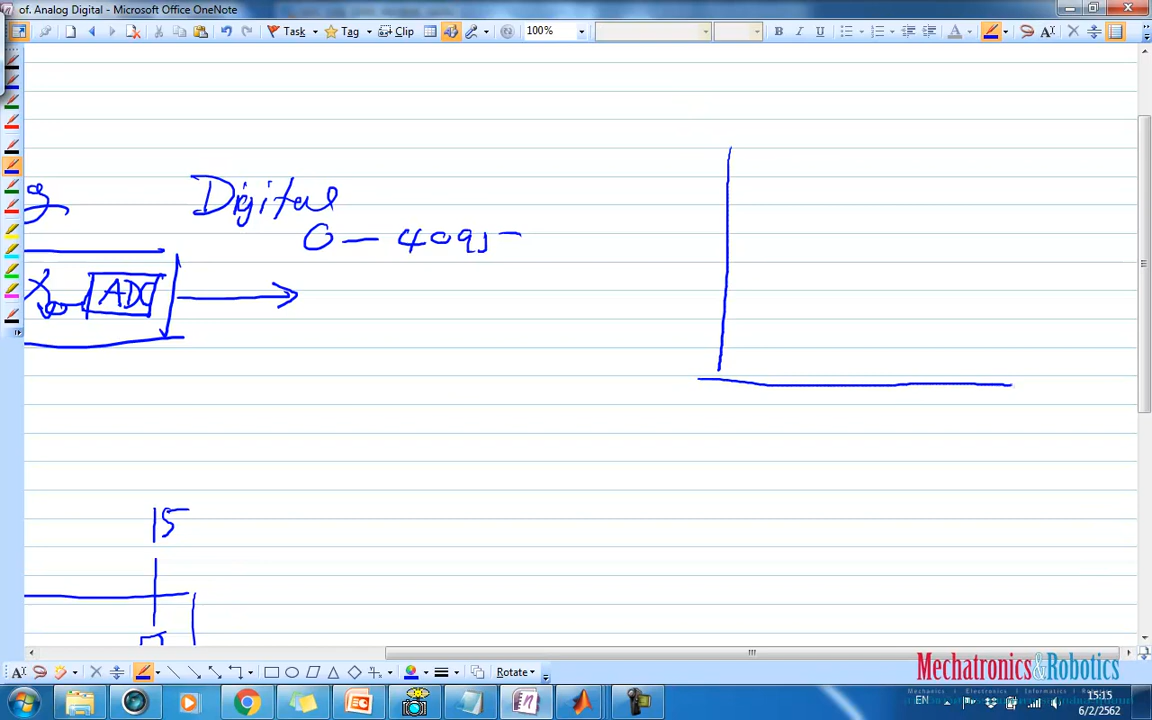 of. Analog Digital - Microsoft Office OneNote
Task
Tag
Clip
100%
B I U
Digital
0 — 4095
ADC
15
Rotate
Mechatronics&Robotics
EN
15:15
6/2/2562